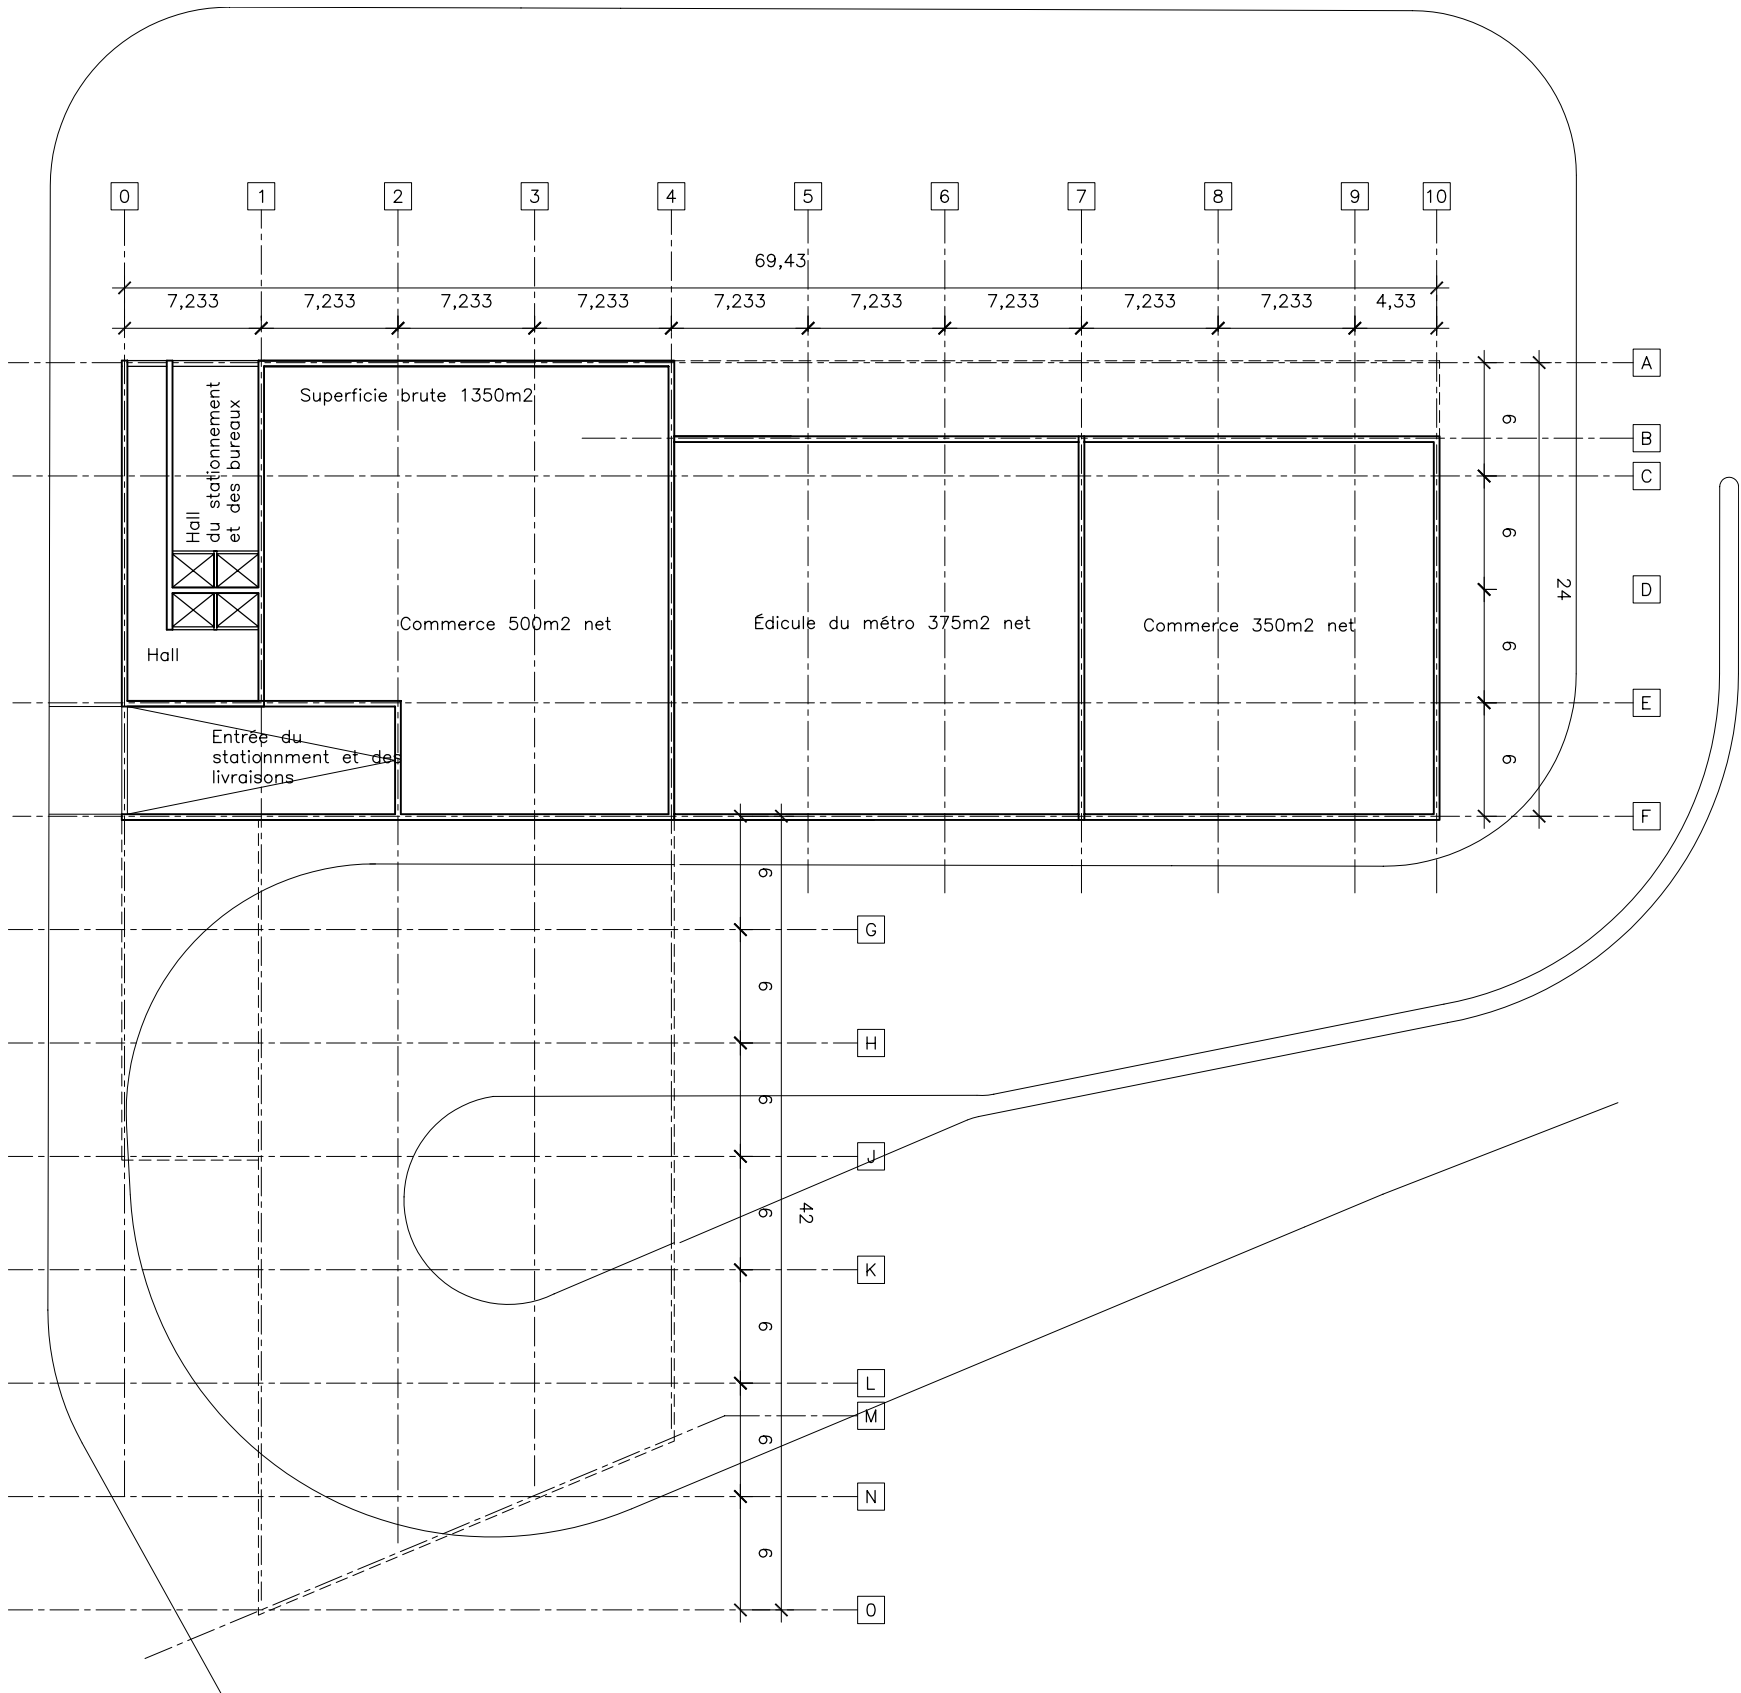 0 1 2 3 4 5 6 7 8 9 10
69,43
7,233 7,233 7,233 7,233 7,233 7,233 7,233 7,233 7,233 4,33
A
Superficie brute 1350m2
6
B
C
Hall
du stationnement
et des bureaux
6
24
D
Commerce 500m2 net
Édicule du métro 375m2 net
Commerce 350m2 net
6
Hall
E
Entrée du
stationnment et des
livraisons
6
F
6
G
6
H
6
J
6
42
K
6
L
M
6
N
6
O